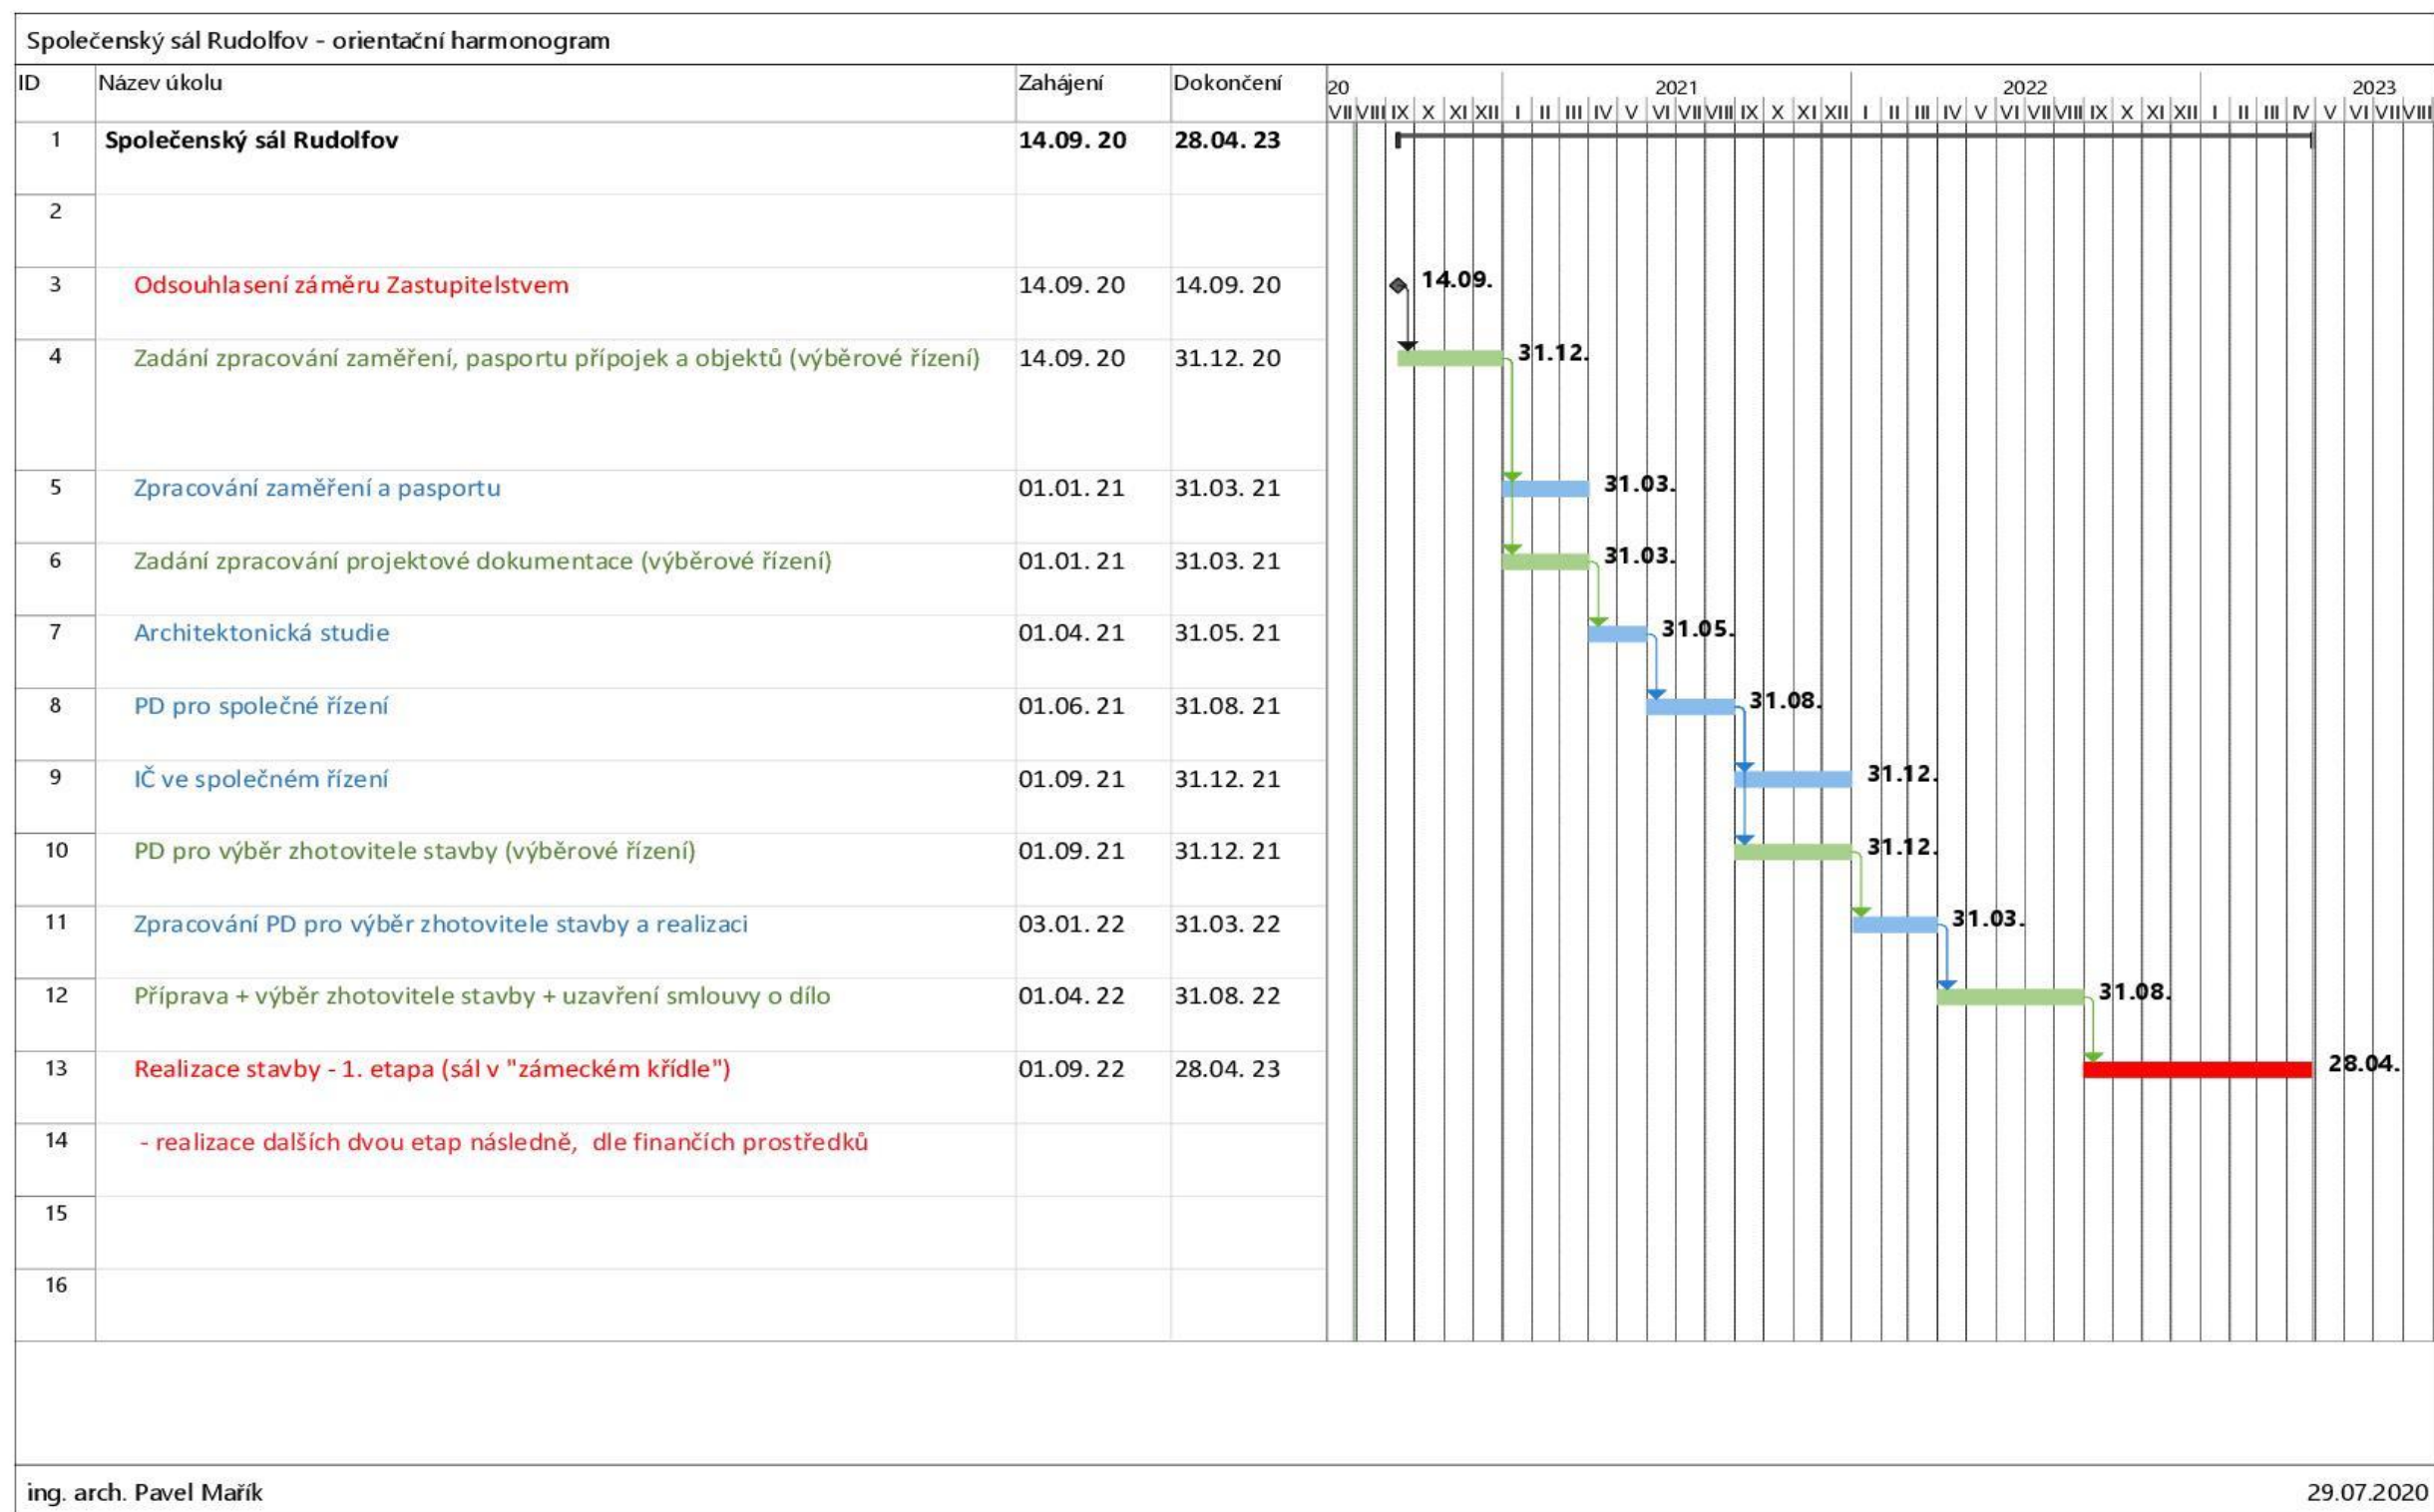 Společenský sál Rudolfov - orientační harmonogram
ID Název úkolu Zahájení Dokončení 20 2021 2022 2023
VII VIII IX X XI XII I II III IV V VI VII VIII IX X XI XII I II III IV V VI VII VIII IX X XI XII I II III IV V VI VII VIII
1 Společenský sál Rudolfov 14.09. 20 28.04. 23
2
3 Odsouhlasení záměru Zastupitelstvem 14.09. 20 14.09. 20 14.09.
4 Zadání zpracování zaměření, pasportu přípojek a objektů (výběrové řízení) 14.09. 20 31.12. 20 31.12.
5 Zpracování zaměření a pasportu 01.01. 21 31.03. 21 31.03.
6 Zadání zpracování projektové dokumentace (výběrové řízení) 01.01. 21 31.03. 21 31.03.
7 Architektonická studie 01.04. 21 31.05. 21 31.05.
8 PD pro společné řízení 01.06. 21 31.08. 21 31.08.
9 IČ ve společném řízení 01.09. 21 31.12. 21 31.12.
10 PD pro výběr zhotovitele stavby (výběrové řízení) 01.09. 21 31.12. 21 31.12.
11 Zpracování PD pro výběr zhotovitele stavby a realizaci 03.01. 22 31.03. 22 31.03.
12 Příprava + výběr zhotovitele stavby + uzavření smlouvy o dílo 01.04. 22 31.08. 22 31.08.
13 Realizace stavby - 1. etapa (sál v "zámeckém křídle") 01.09. 22 28.04. 23 28.04.
14 - realizace dalších dvou etap následně, dle finančích prostředků
15
16
ing. arch. Pavel Mařík 29.07.2020